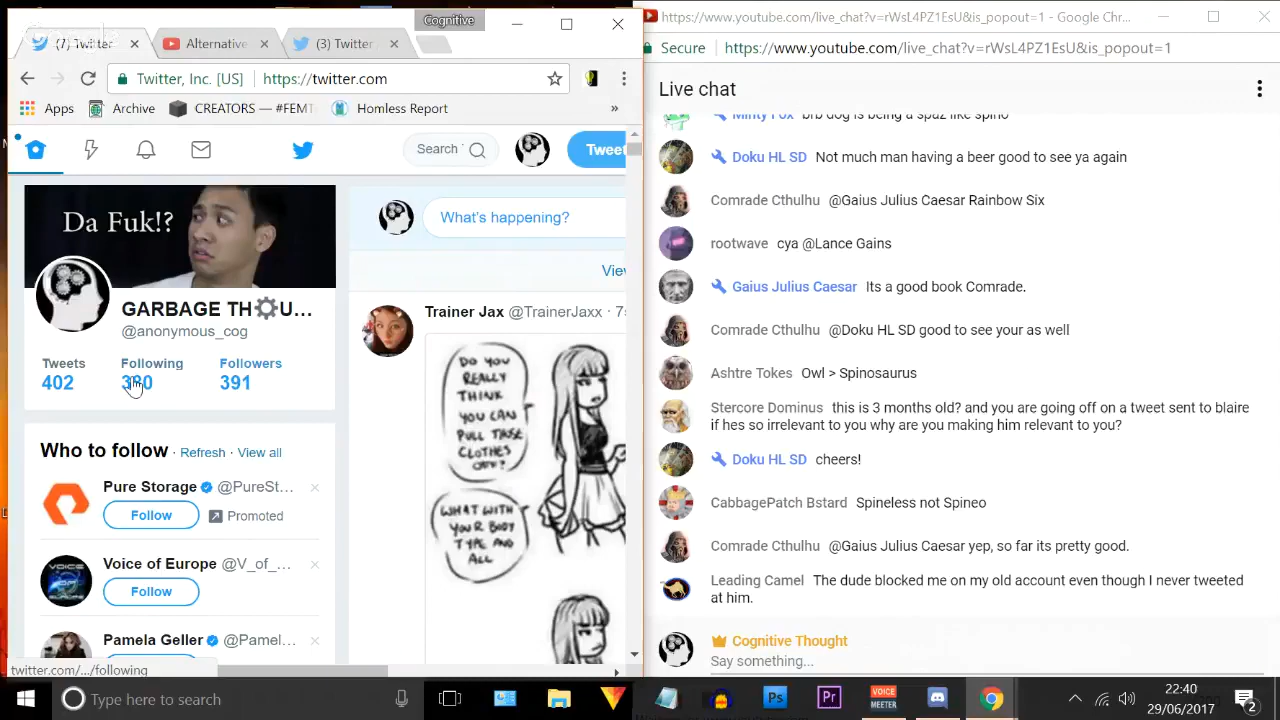 Cognitive
(7) Twitter
Alternative
(3) Twitter
Twitter, Inc. [US]
https://twitter.com
Apps
Archive
CREATORS — #FEMT
Homless Report
»
Search
Tweet
Da Fuk!?
What's happening?
GARBAGE TH⚙U...
@anonymous_cog
Tweets
Following
Followers
402
391
Who to follow · Refresh · View all
Pure Storage @PureSt...
Follow
Promoted
Voice of Europe @V_of_...
Follow
Pamela Geller @Pamel...
twitter.com/.../following
Trainer Jax @TrainerJaxx ·
DO YOU
REALLY
THINK
YOU CAN
PULL THOSE
CLOTHES
OFF?
WHAT WITH
YOUR BODY
TYPE AND
ALL
https://www.youtube.com/live_chat?v=rWsL4PZ1EsU&is_popout=1 - Google Chr...
Secure
https://www.youtube.com/live_chat?v=rWsL4PZ1EsU&is_popout=1
Live chat
Minty Fox brb dog is being a spaz like spino
Doku HL SD Not much man having a beer good to see ya again
Comrade Cthulhu @Gaius Julius Caesar Rainbow Six
rootwave cya @Lance Gains
Gaius Julius Caesar Its a good book Comrade.
Comrade Cthulhu @Doku HL SD good to see your as well
Ashtre Tokes Owl > Spinosaurus
Stercore Dominus this is 3 months old? and you are going off on a tweet sent to blaire
if hes so irrelevant to you why are you making him relevant to you?
Doku HL SD cheers!
CabbagePatch Bstard Spineless not Spineo
Comrade Cthulhu @Gaius Julius Caesar yep, so far its pretty good.
Leading Camel The dude blocked me on my old account even though I never tweeted
at him.
Cognitive Thought
Say something...
Type here to search
Ps
Pr
VOICE
MEETER
22:40
29/06/2017
2